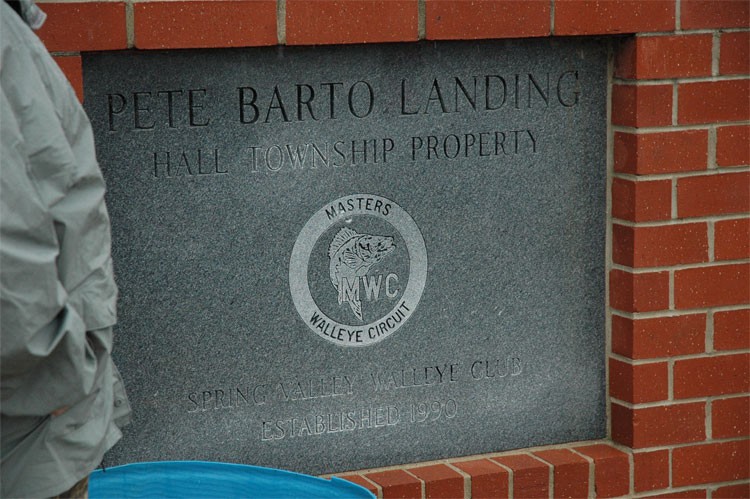 PETE BARTO LANDING
HALL TOWNSHIP PROPERTY
MASTERS
MWC
WALLEYE CIRCUIT
SPRING VALLEY WALLEYE CLUB
ESTABLISHED 1990